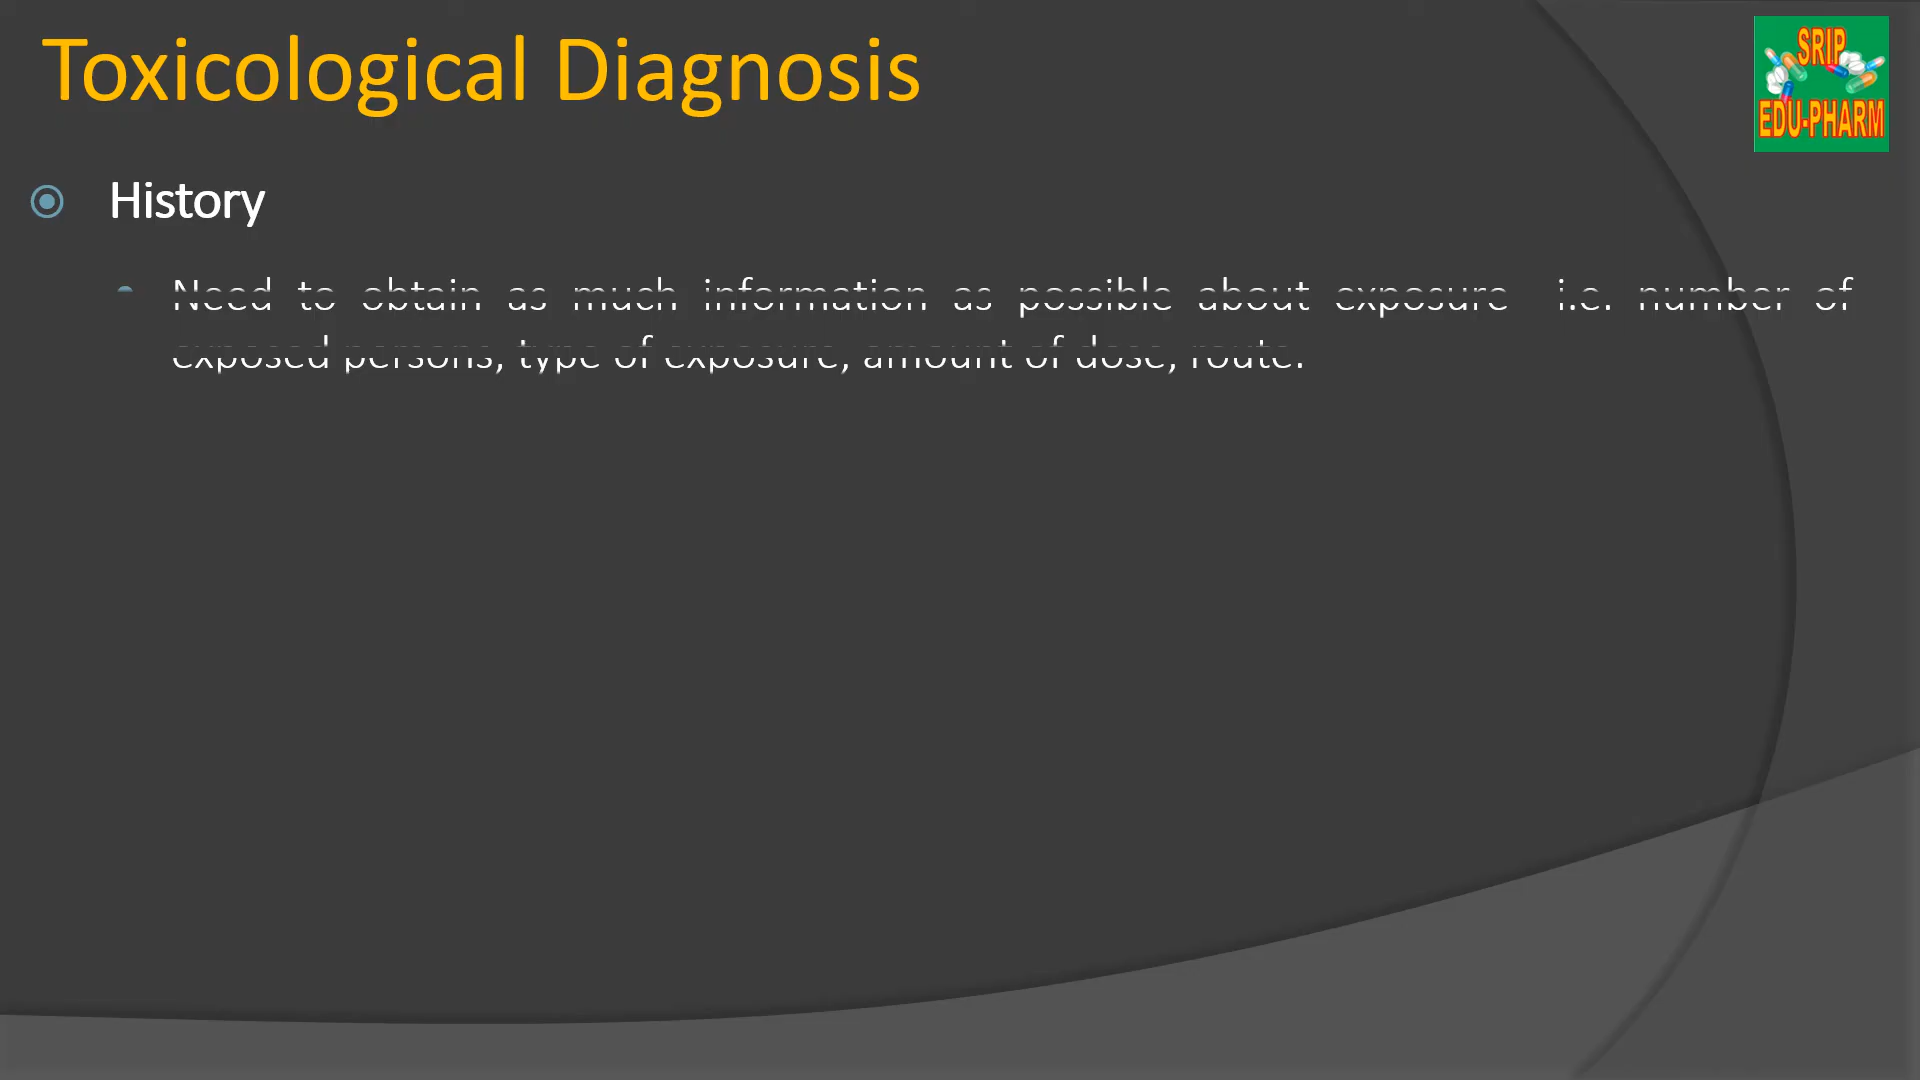 Toxicological Diagnosis
SRIP
EDU-PHARM
History
Need to obtain as much information as possible about exposure i.e. number of
exposed persons, type of exposure, amount of dose, route.